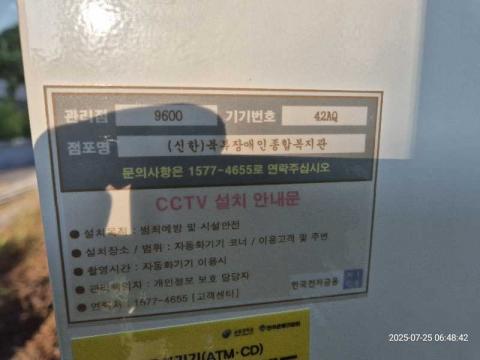 관리점 9600 기기번호 42AQ
점포명 (신한)북부장애인종합복지관
문의사항은 1577-4655로 연락주십시오
CCTV 설치 안내문
● 설치목적 : 범죄예방 및 시설안전
● 설치장소 / 범위 : 자동화기기 코너 / 이용고객 및 주변
● 촬영시간 : 자동화기기 이용시
● 관리책임자 : 개인정보 보호 담당자
● 연락처 : 1577-4655 [고객센터]
한국전자금융
(ATM·CD)
2025-07-25 06:48:42